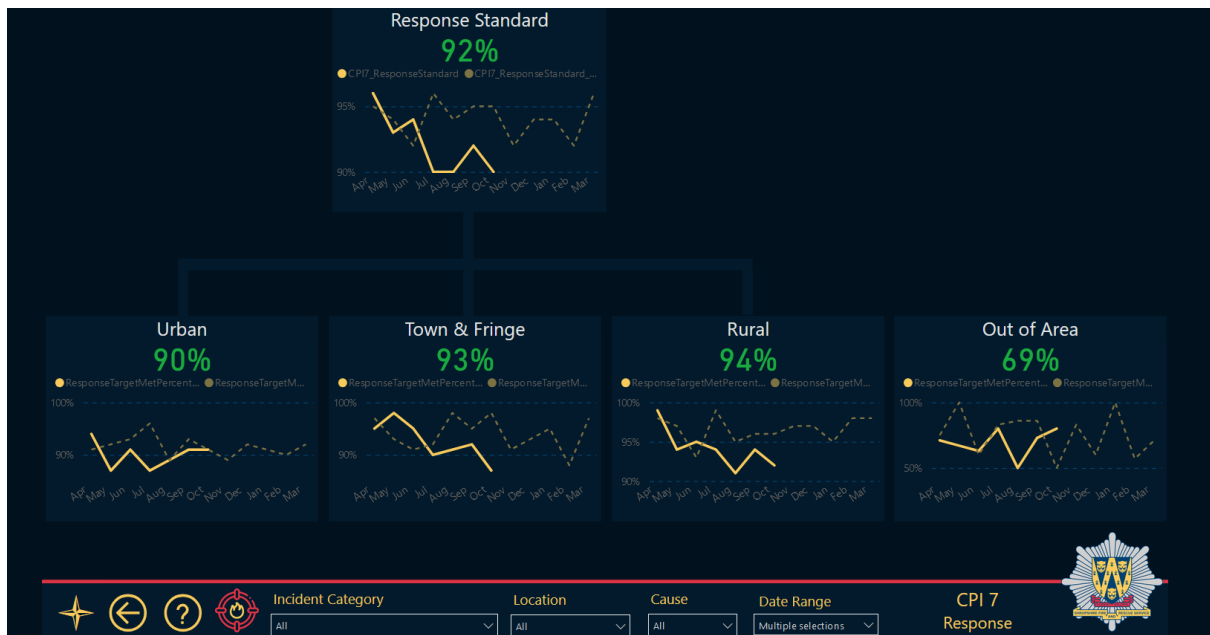 Response Standard
92%
CPI7_ResponseStandard CPI7_ResponseStandard_...
95%
90%
Apr May Jun Jul Aug Sep Oct Nov Dec Jan Feb Mar
Urban
90%
ResponseTargetMetPercent... ResponseTargetM...
100%
90%
Apr May Jun Jul Aug Sep Oct Nov Dec Jan Feb Mar
Town & Fringe
93%
ResponseTargetMetPercent... ResponseTargetM...
100%
90%
Apr May Jun Jul Aug Sep Oct Nov Dec Jan Feb Mar
Rural
94%
ResponseTargetMetPercent... ResponseTargetM...
100%
95%
90%
Apr May Jun Jul Aug Sep Oct Nov Dec Jan Feb Mar
Out of Area
69%
ResponseTargetMetPercent... ResponseTargetM...
100%
50%
Apr May Jun Jul Aug Sep Oct Nov Dec Jan Feb Mar
Incident Category
All
Location
All
Cause
All
Date Range
Multiple selections
CPI 7
Response
SHROPSHIRE FIRE AND RESCUE SERVICE